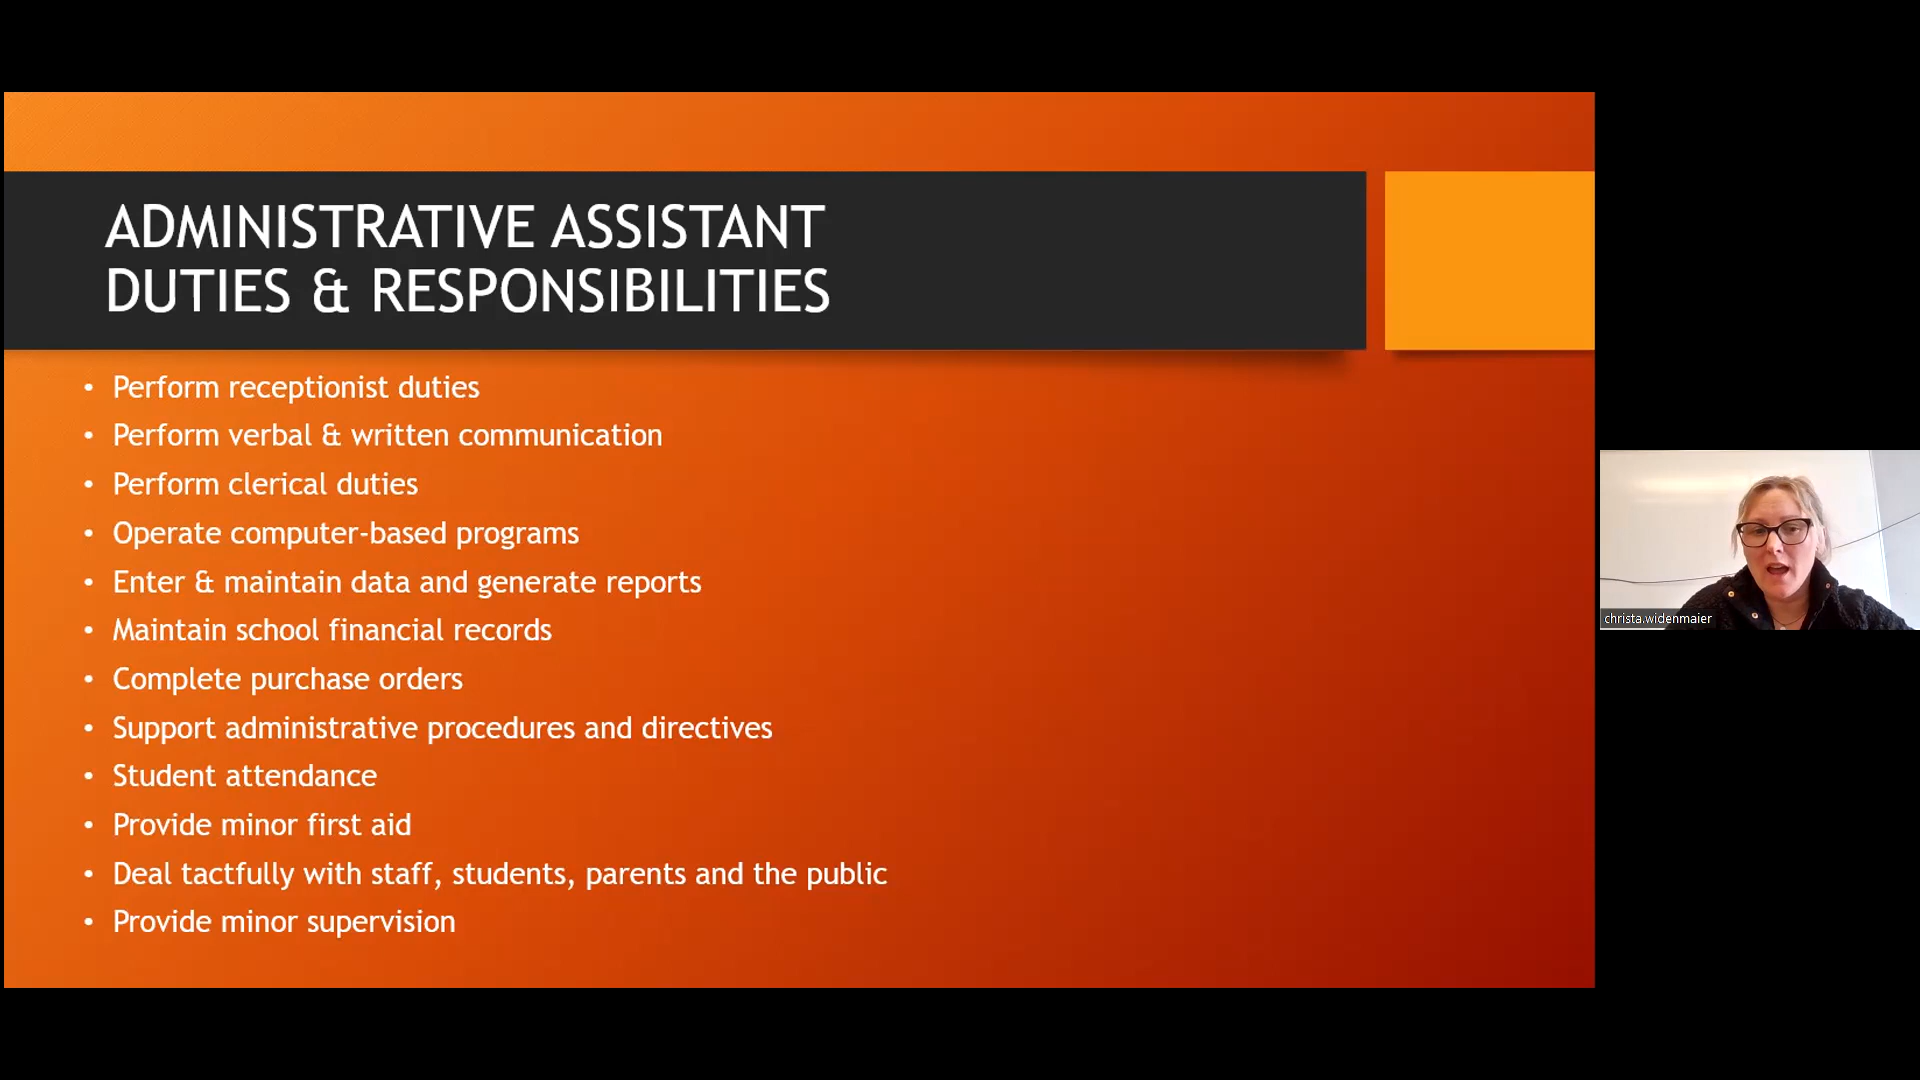 ADMINISTRATIVE ASSISTANT
DUTIES & RESPONSIBILITIES
• Perform receptionist duties
• Perform verbal & written communication
• Perform clerical duties
• Operate computer-based programs
• Enter & maintain data and generate reports
• Maintain school financial records
• Complete purchase orders
• Support administrative procedures and directives
• Student attendance
• Provide minor first aid
• Deal tactfully with staff, students, parents and the public
• Provide minor supervision
christa.widenmaier